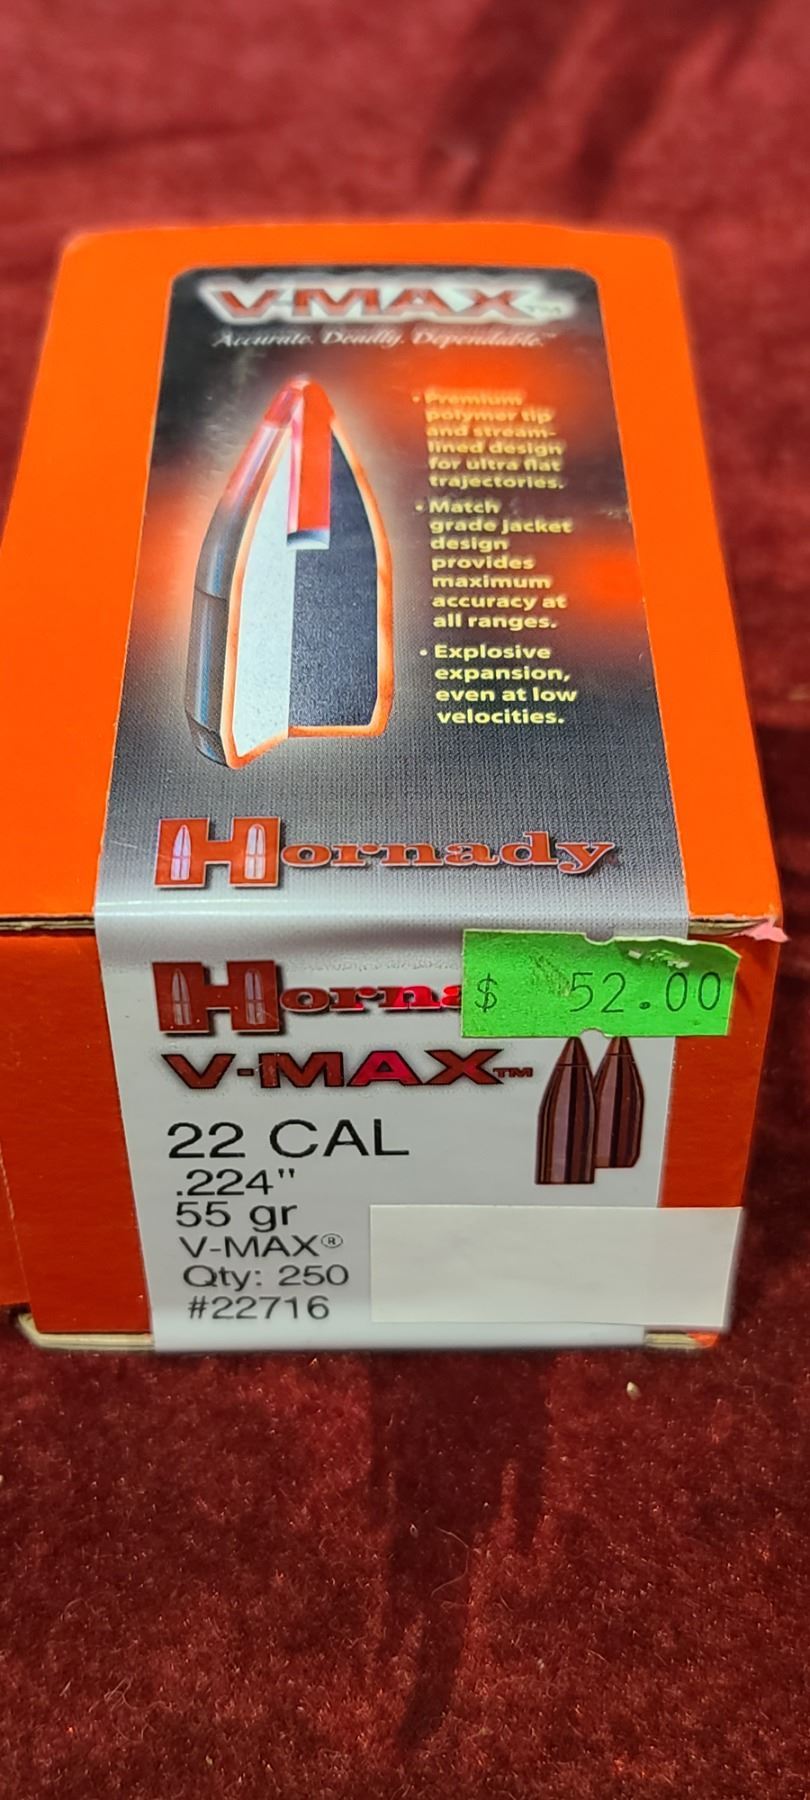 V-MAX™
Accurate. Deadly. Dependable.™
• Premium
polymer tip
and stream-
lined design
for ultra flat
trajectories.
• Match
grade jacket
design
provides
maximum
accuracy at
all ranges.
• Explosive
expansion,
even at low
velocities.
Hornady
Horna
$ 52.00
V-MAX™
22 CAL
.224"
55 gr
V-MAX®
Qty: 250
#22716